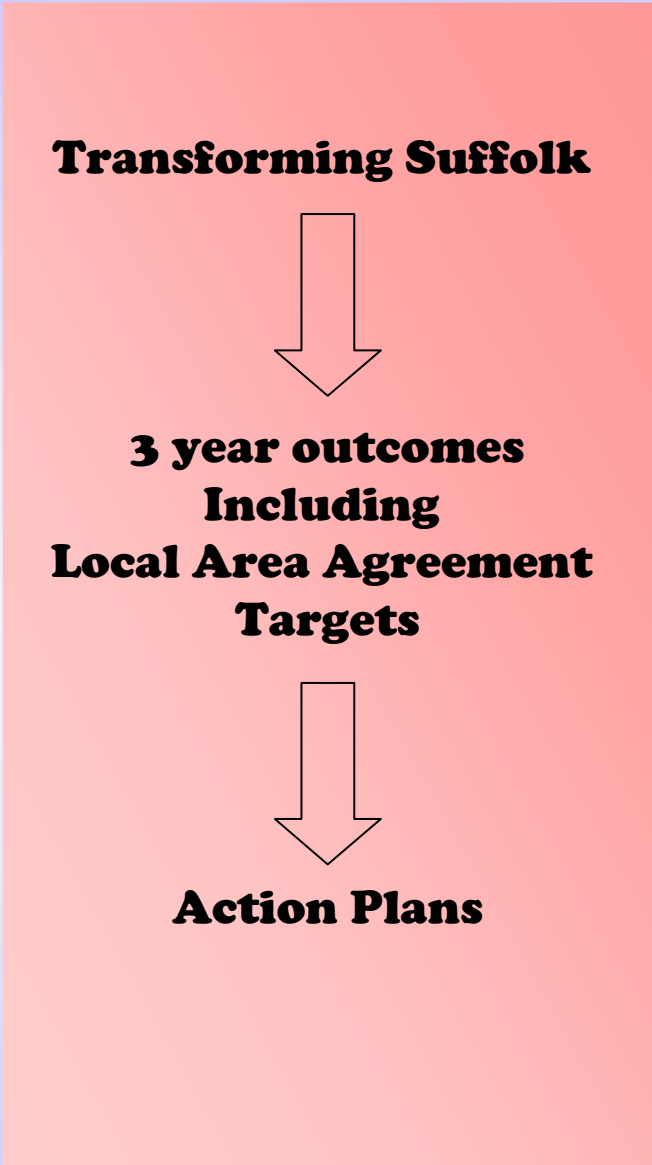 Transforming Suffolk
3 year outcomes
Including
Local Area Agreement
Targets
Action Plans